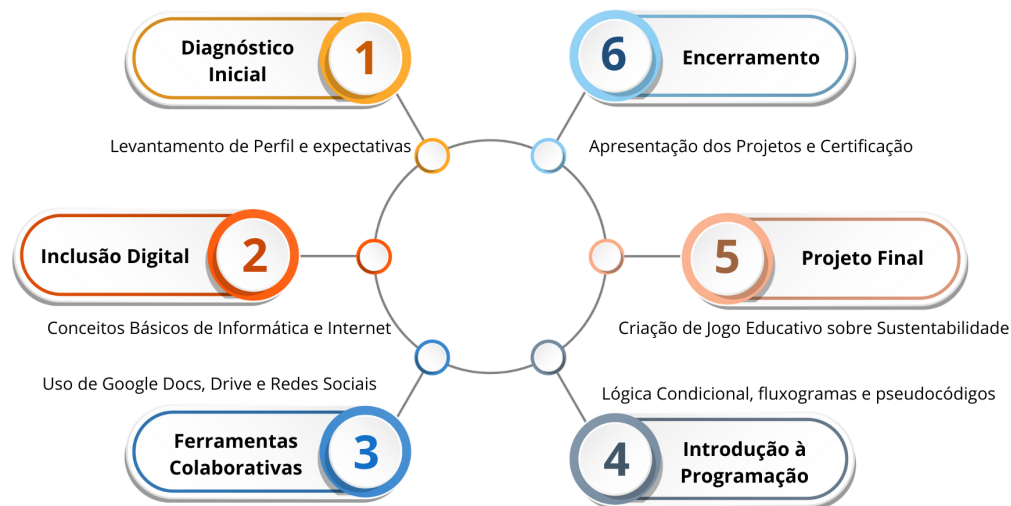 Diagnóstico
Inicial
1
Levantamento de Perfil e expectativas
Inclusão Digital
2
Conceitos Básicos de Informática e Internet
Uso de Google Docs, Drive e Redes Sociais
Ferramentas
Colaborativas
3
Lógica Condicional, fluxogramas e pseudocódigos
4
Introdução à
Programação
5
Projeto Final
Criação de Jogo Educativo sobre Sustentabilidade
6
Encerramento
Apresentação dos Projetos e Certificação